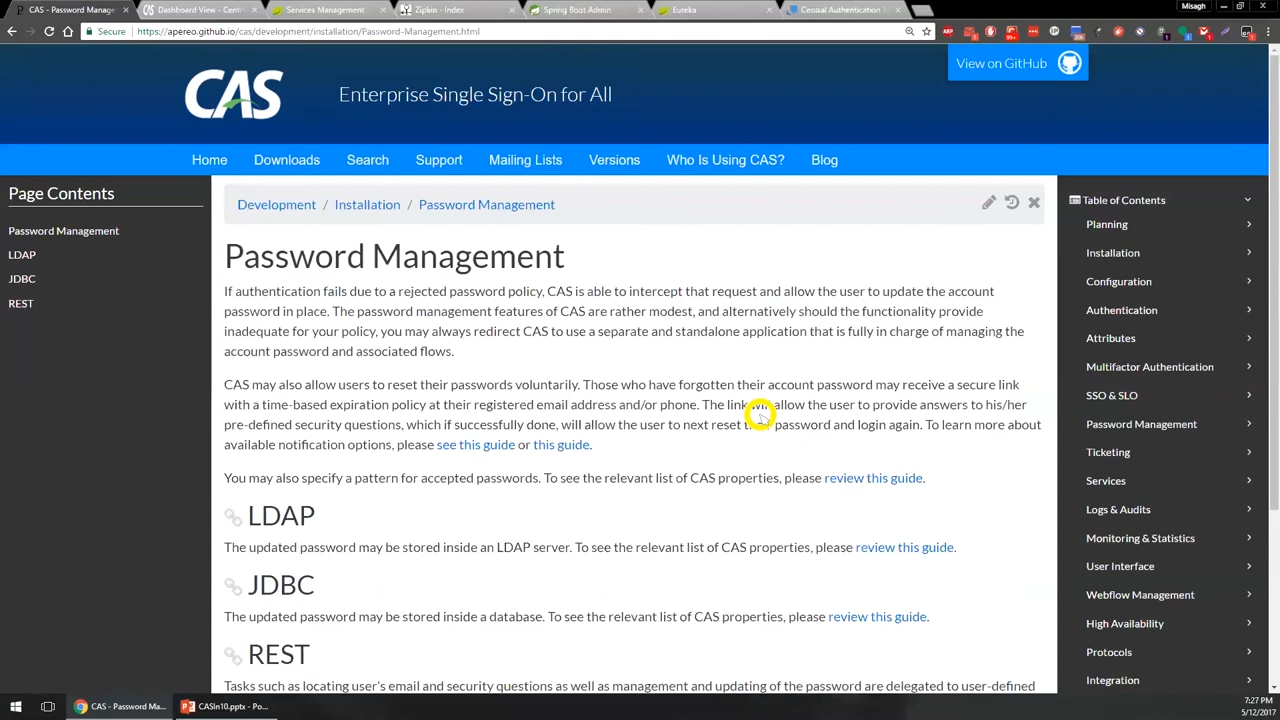 CAS - Password Manage
Dashboard View - Centr
Services Management
Zipkin - Index
Spring Boot Admin
Eureka
Central Authentication S
Misagh
Secure
https://apereo.github.io/cas/development/installation/Password-Management.html
View on GitHub
CAS
Enterprise Single Sign-On for All
Home
Downloads
Search
Support
Mailing Lists
Versions
Who Is Using CAS?
Blog
Page Contents
Password Management
LDAP
JDBC
REST
Development / Installation / Password Management
Password Management
If authentication fails due to a rejected password policy, CAS is able to intercept that request and allow the user to update the account
password in place. The password management features of CAS are rather modest, and alternatively should the functionality provide
inadequate for your policy, you may always redirect CAS to use a separate and standalone application that is fully in charge of managing the
account password and associated flows.
CAS may also allow users to reset their passwords voluntarily. Those who have forgotten their account password may receive a secure link
with a time-based expiration policy at their registered email address and/or phone. The link will allow the user to provide answers to his/her
pre-defined security questions, which if successfully done, will allow the user to next reset their password and login again. To learn more about
available notification options, please see this guide or this guide.
You may also specify a pattern for accepted passwords. To see the relevant list of CAS properties, please review this guide.
LDAP
The updated password may be stored inside an LDAP server. To see the relevant list of CAS properties, please review this guide.
JDBC
The updated password may be stored inside a database. To see the relevant list of CAS properties, please review this guide.
REST
Tasks such as locating user's email and security questions as well as management and updating of the password are delegated to user-defined
Table of Contents
Planning
Installation
Configuration
Authentication
Attributes
Multifactor Authentication
SSO & SLO
Password Management
Ticketing
Services
Logs & Audits
Monitoring & Statistics
User Interface
Webflow Management
High Availability
Protocols
Integration
CAS - Password Ma...
CASin10.pptx - Po...
7:27 PM
5/12/2017